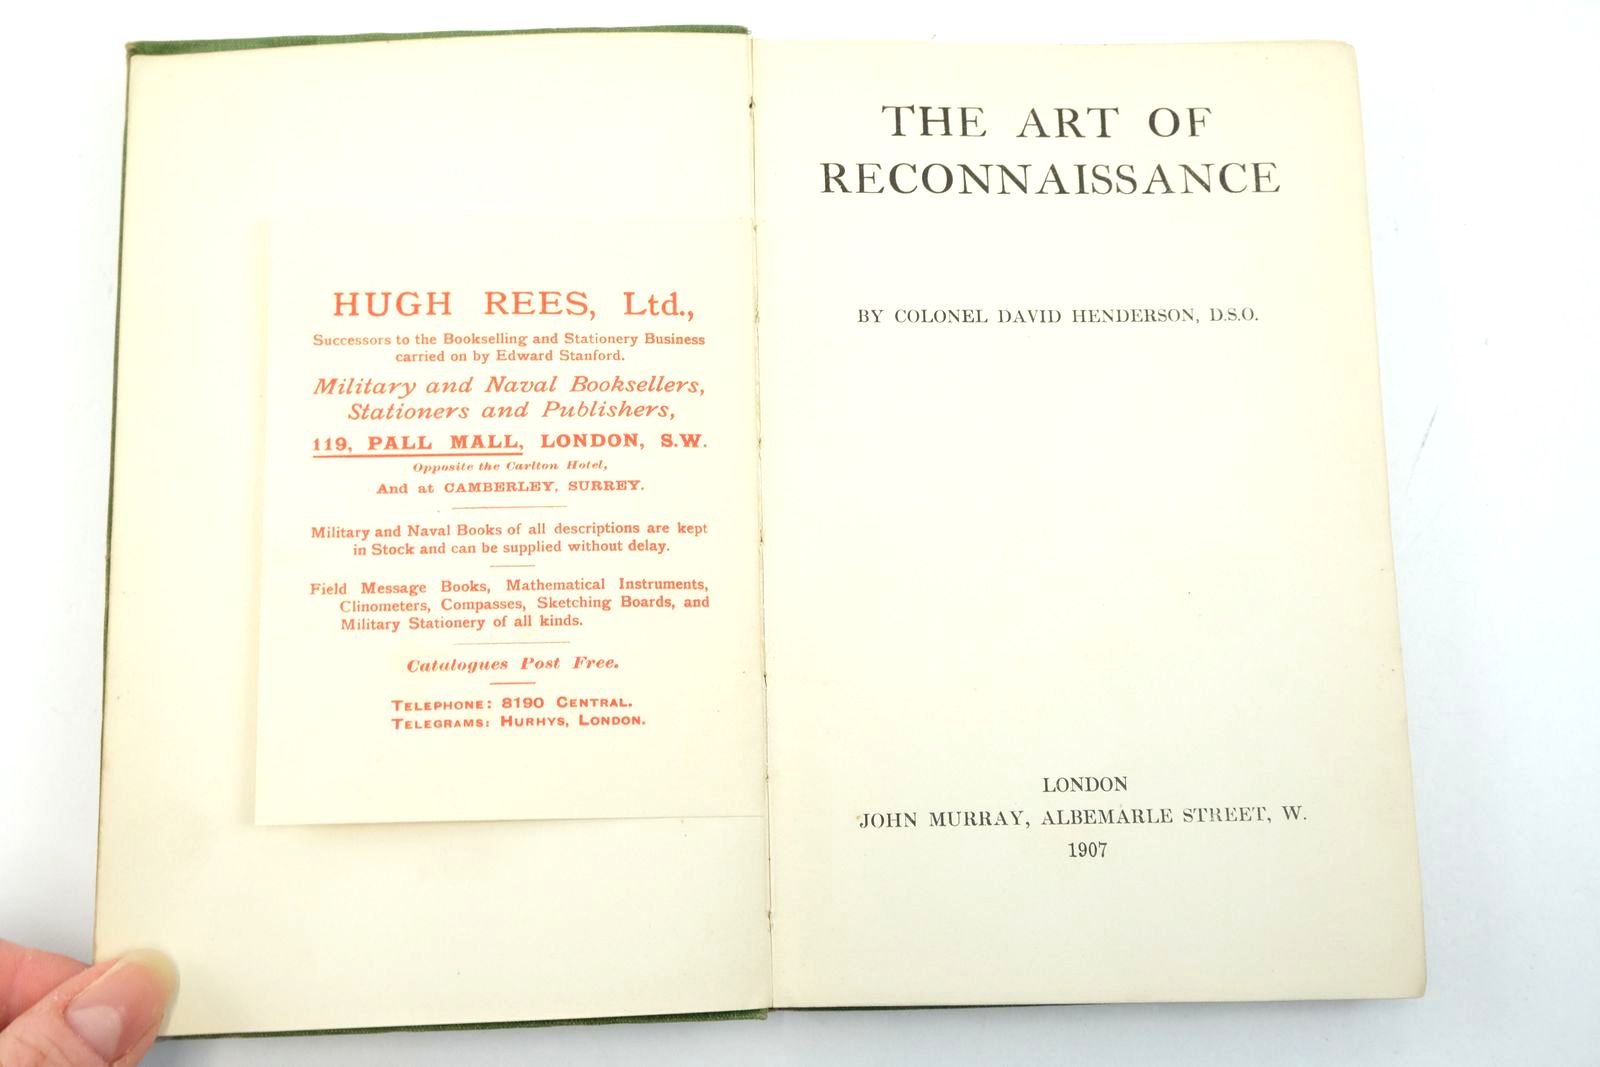 HUGH REES, Ltd.,
Successors to the Bookselling and Stationery Business
carried on by Edward Stanford.
Military and Naval Booksellers,
Stationers and Publishers,
119, PALL MALL, LONDON, S.W.
Opposite the Carlton Hotel,
And at CAMBERLEY, SURREY.
Military and Naval Books of all descriptions are kept
in Stock and can be supplied without delay.
Field Message Books, Mathematical Instruments,
Clinometers, Compasses, Sketching Boards, and
Military Stationery of all kinds.
Catalogues Post Free.
TELEPHONE: 8190 CENTRAL.
TELEGRAMS: HURHYS, LONDON.
THE ART OF
RECONNAISSANCE
BY COLONEL DAVID HENDERSON, D.S.O.
LONDON
JOHN MURRAY, ALBEMARLE STREET, W.
1907